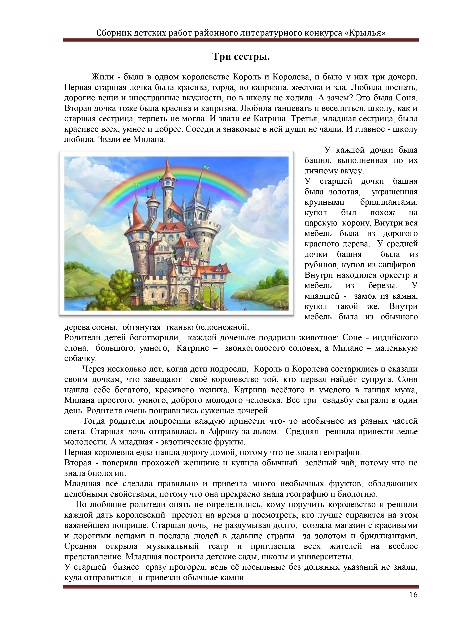 Сборник детских работ районного литературного конкурса «Крылья»
Три сестры.
Жили - были в одном королевстве Король и Королева, и было у них три дочери.
Первая старшая дочка была красива, горда, но капризна, жестока и зла. Любила поспать,
дорогие вещи и иностранные вкусности, но в школу не ходила. А зачем? Это была Соня.
Вторая дочка тоже была красива и капризна. Любила танцевать и веселиться, школу, как и
старшая сестрица, терпеть не могла. И звали её Катрина. Третья, младшая сестрица, была
красивее всех, умнее и добрее. Соседи и знакомые в ней души не чаяли. И главное - школу
любила. Звали её Милана.
У каждой дочки была
башня, выполненная по их
личному вкусу.
У старшей дочки башня
была золотая, украшенная
крупными бриллиантами,
купол был похож на
царскую корону. Внутри вся
мебель была из дорогого
красного дерева. У средней
дочки башня была из
рубинов, купол из сапфиров.
Внутри находился оркестр и
мебель из березы. У
младшей - замок из камня,
купол такой же. Внутри
мебель была из обычного
дерева сосны, обтянутая тканью белоснежной.
Родители детей боготворили, каждой доченьке подарили животное: Соне - индийского
слона, большого, умного, Катрине – звонкоголосого соловья, а Милане – маленькую
собачку.
Через несколько лет, когда дети подросли, Король и Королева состарились и сказали
своим дочкам, что завещают своё королевство той, кто первая найдёт супруга. Соня
нашла себе богатого, красивого жениха, Катрина весёлого и умелого в танцах мужа,
Милана простого, умного, доброго молодого человека. Все три свадьбы сыграли в один
день. Родителям очень понравились суженые дочерей.
Тогда родители попросили каждую принести что- то необычное из разных частей
света. Старшая дочь отправилась в Африку за льдом. Средняя решила привезти зелье
молодости. А младшая - экзотические фрукты.
Первая королевна едва нашла дорогу домой, потому что не знала географии.
Вторая - поверила прохожей женщине и купила обычный зелёный чай, потому что не
знала биологии.
Младшая все сделала правильно и привезла много необычных фруктов, обладающих
целебными свойствами, потому что она прекрасно знала географию и биологию.
Но любящие родители опять не определились, кому поручить королевство и решили
каждой дать королевский престол на время и посмотреть, кто лучше справится на этом
важнейшем поприще. Старшая дочь, не раздумывая долго, создала магазин с красивыми
и дорогими вещами и послала людей в дальние страны за золотом и бриллиантами.
Средняя открыла музыкальный театр и пригласила всех жителей на весёлое
представление. Младшая построила детские сады, школы и университеты.
У старшей бизнес сразу прогорел, ведь её посыльные без должных указаний не знали,
куда отправиться, и привезли обычные камни.
16